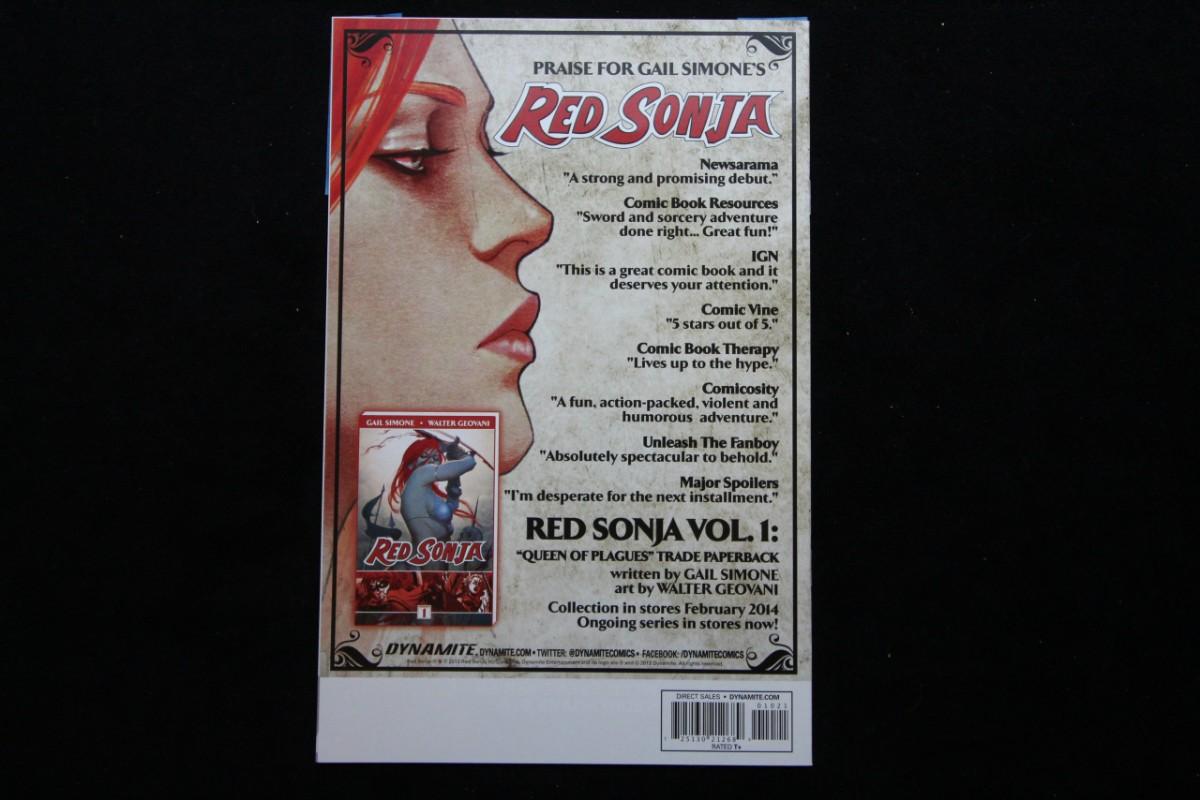 PRAISE FOR GAIL SIMONE'S
RED SONJA
Newsarama
"A strong and promising debut."
Comic Book Resources
"Sword and sorcery adventure
done right... Great fun!"
IGN
"This is a great comic book and it
deserves your attention."
Comic Vine
"5 stars out of 5."
Comic Book Therapy
"Lives up to the hype."
Comicosity
"A fun, action-packed, violent and
humorous adventure."
Unleash The Fanboy
"Absolutely spectacular to behold."
Major Spoilers
"I'm desperate for the next installment."
GAIL SIMONE • WALTER GEOVANI
RED SONJA
1
RED SONJA VOL. 1:
"QUEEN OF PLAGUES" TRADE PAPERBACK
written by GAIL SIMONE
art by WALTER GEOVANI
Collection in stores February 2014
Ongoing series in stores now!
DYNAMITE. DYNAMITE.COM • TWITTER: @DYNAMITECOMICS • FACEBOOK: /DYNAMITECOMICS
DIRECT SALES • DYNAMITE.COM
01021
25130 21268
RATED T+